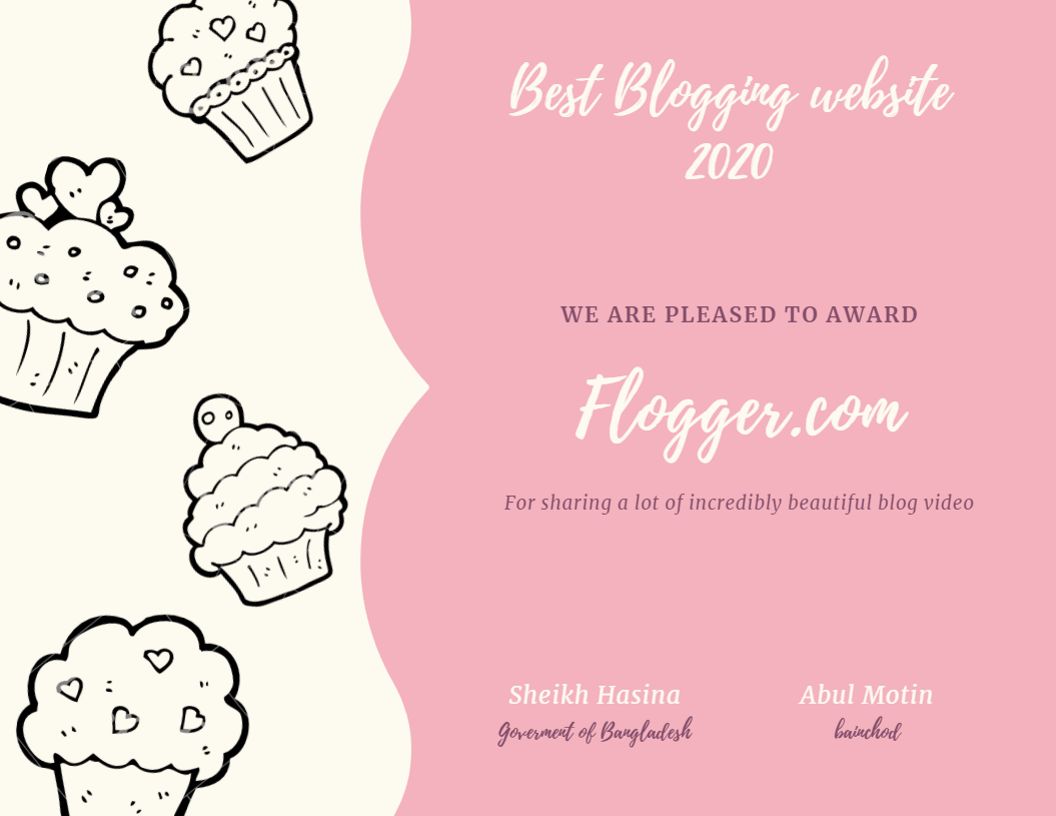 Best Blogging website
2020
WE ARE PLEASED TO AWARD
Flogger.com
For sharing a lot of incredibly beautiful blog video
Sheikh Hasina
Abul Motin
Goverment of Bangladesh
bainchod